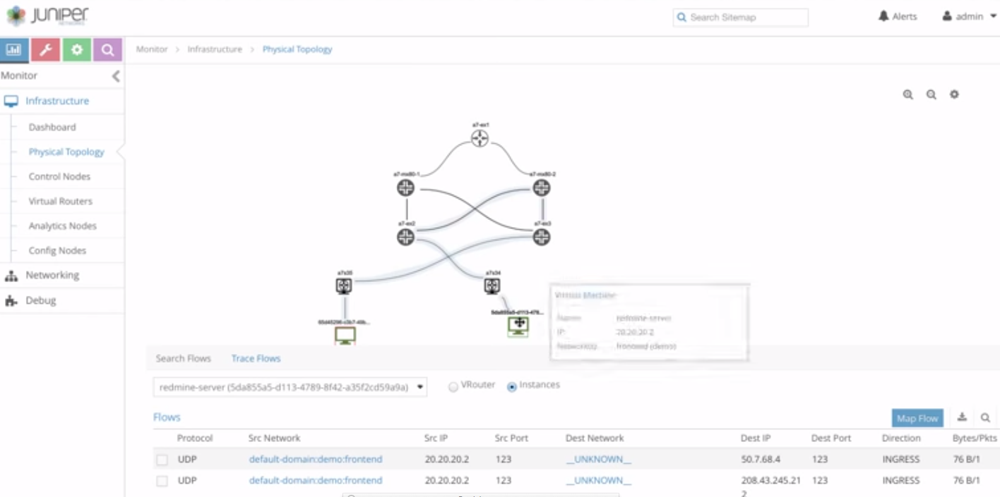 JUNIPER
NETWORKS
Search Sitemap
Alerts
admin
Monitor > Infrastructure > Physical Topology
Monitor
Infrastructure
Dashboard
Physical Topology
Control Nodes
Virtual Routers
Analytics Nodes
Config Nodes
Networking
Debug
a7-ex1
a7-mx80-1
a7-mx80-2
a7-ex2
a7-ex3
a7s35
a7s34
5da855a5-d113-478...
Virtual Machine
Name redmine-server
IP 20.20.20.2
Networking frontend (demo)
Search Flows Trace Flows
redmine-server (5da855a5-d113-4789-8f42-a35f2cd59a9a) VRouter Instances
Flows Map Flow
Protocol Src Network Src IP Src Port Dest Network Dest IP Dest Port Direction Bytes/Pkts
UDP default-domain:demo:frontend 20.20.20.2 123 __UNKNOWN__ 50.7.68.4 123 INGRESS 76 B/1
UDP default-domain:demo:frontend 20.20.20.2 123 __UNKNOWN__ 208.43.245.21 123 INGRESS 76 B/1
2